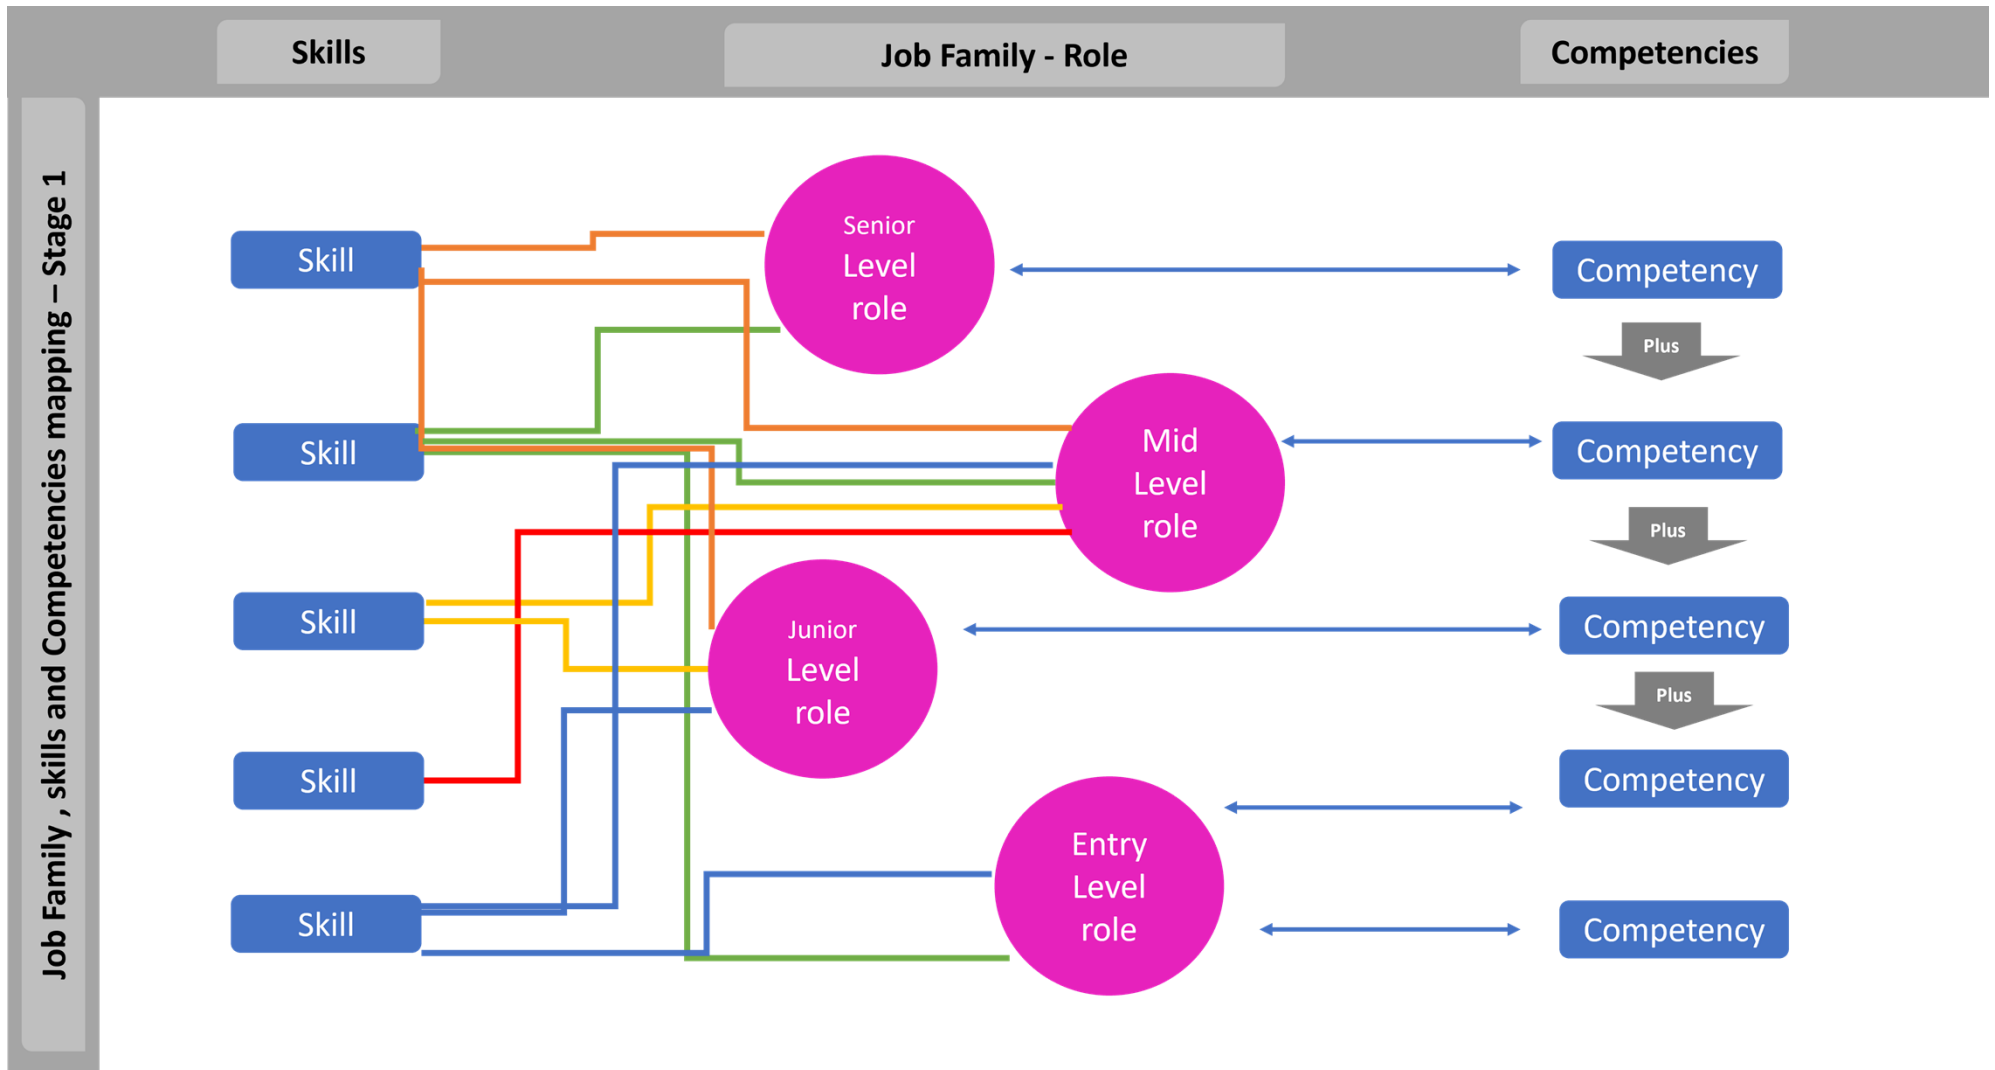 Skills
Job Family - Role
Competencies
Job Family , skills and Competencies mapping – Stage 1
Skill
Skill
Skill
Skill
Skill
Senior
Level
role
Mid
Level
role
Junior
Level
role
Entry
Level
role
Competency
Plus
Competency
Plus
Competency
Plus
Competency
Competency